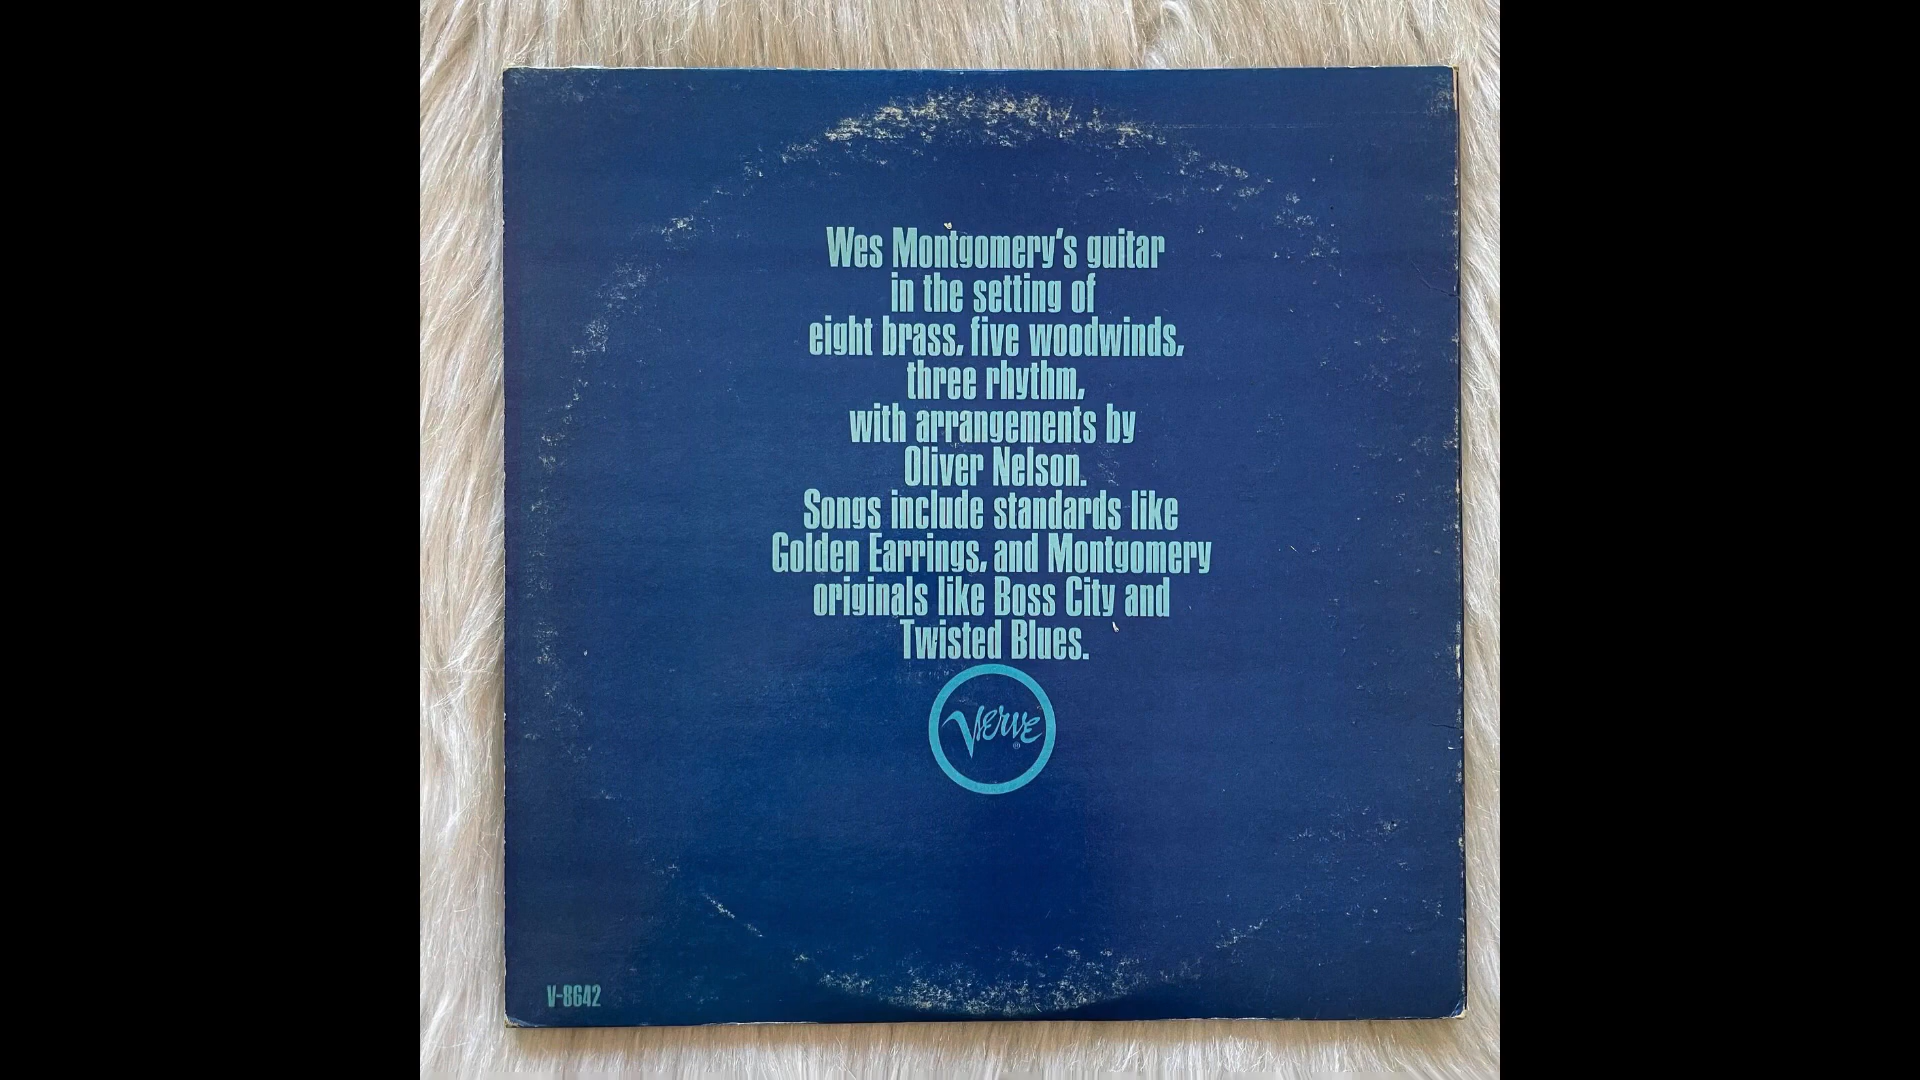 Wes Montgomery's guitar
in the setting of
eight brass, five woodwinds,
three rhythm,
with arrangements by
Oliver Nelson.
Songs include standards like
Golden Earrings, and Montgomery
originals like Boss City and
Twisted Blues.
Verve®
V-8642